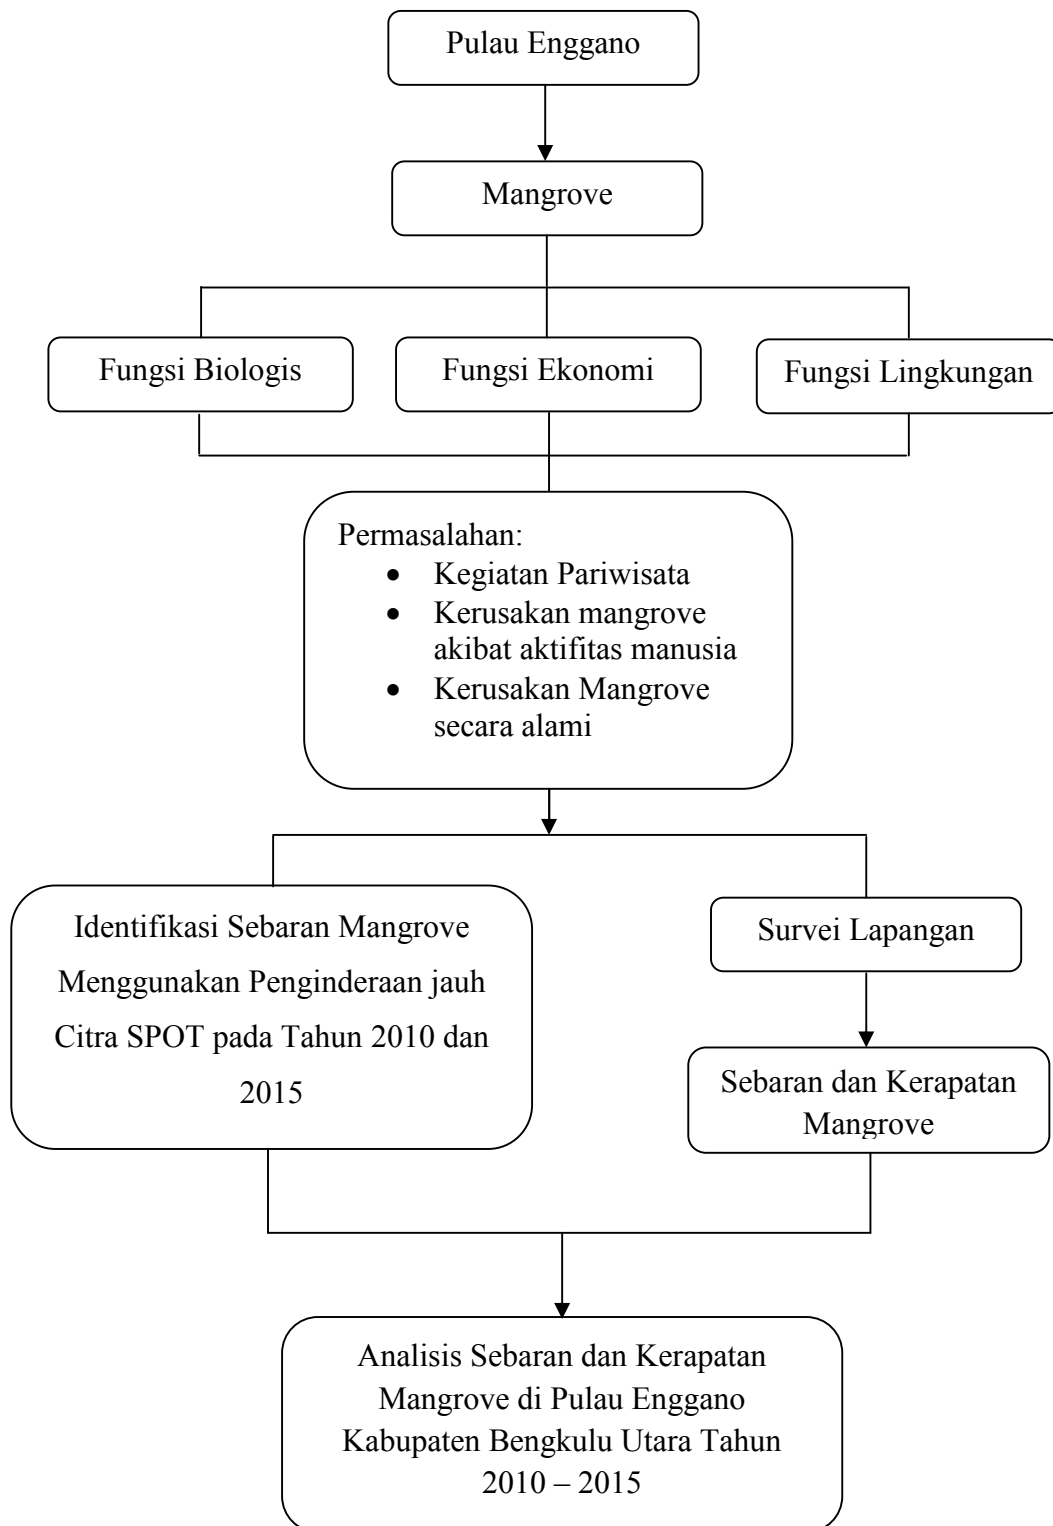 Pulau Enggano
Mangrove
Fungsi Biologis
Fungsi Ekonomi
Fungsi Lingkungan
Permasalahan:
• Kegiatan Pariwisata
• Kerusakan mangrove
akibat aktifitas manusia
• Kerusakan Mangrove
secara alami
Identifikasi Sebaran Mangrove
Menggunakan Penginderaan jauh
Citra SPOT pada Tahun 2010 dan
2015
Survei Lapangan
Sebaran dan Kerapatan
Mangrove
Analisis Sebaran dan Kerapatan
Mangrove di Pulau Enggano
Kabupaten Bengkulu Utara Tahun
2010 – 2015